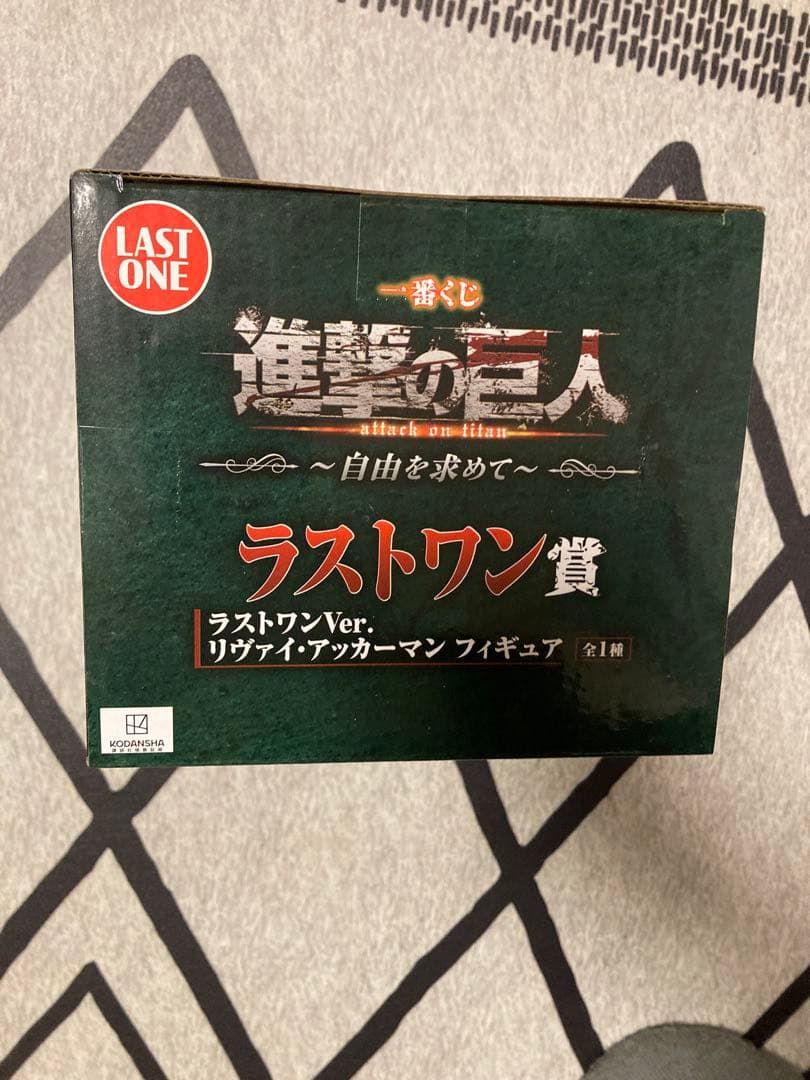 LAST
ONE
一番くじ
進撃の巨人
attack on titan
～自由を求めて～
ラストワン賞
ラストワンVer.
リヴァイ・アッカーマン フィギュア 全1種
KODANSHA